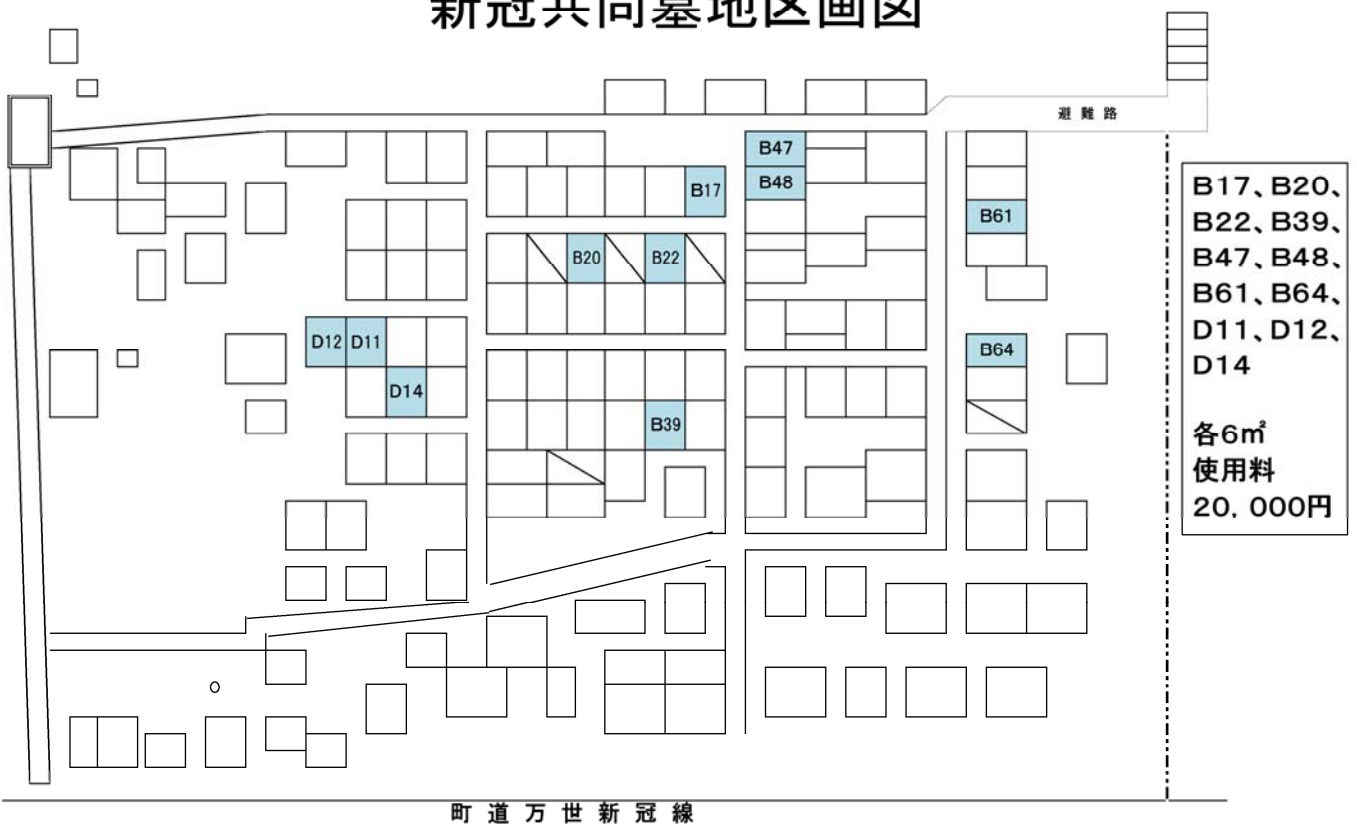 新冠共同墓地区画図
避難路
B47
B48
B17
B61
B20
B22
D12
D11
B64
D14
B39
B17、B20、
B22、B39、
B47、B48、
B61、B64、
D11、D12、
D14
各6㎡
使用料
20,000円
町道万世新冠線